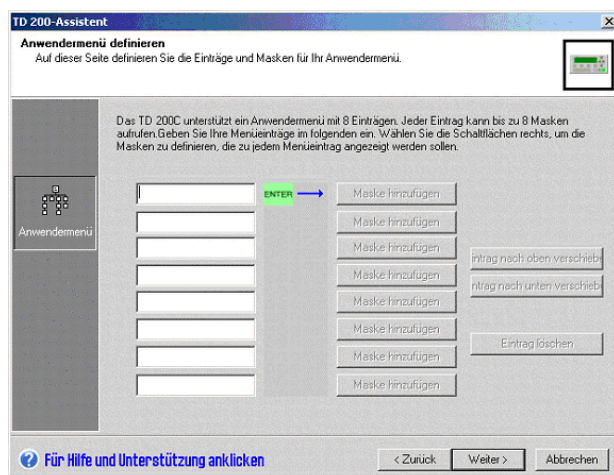 TD 200-Assistent
Anwendermenü definieren
Auf dieser Seite definieren Sie die Einträge und Masken für Ihr Anwendermenü.
Das TD 200C unterstützt ein Anwendermenü mit 8 Einträgen. Jeder Eintrag kann bis zu 8 Masken
aufrufen.Geben Sie Ihre Menüeinträge im folgenden ein. Wählen Sie die Schaltflächen rechts, um die
Masken zu definieren, die zu jedem Menüeintrag angezeigt werden sollen.
Anwendermenü
ENTER
Maske hinzufügen
Maske hinzufügen
Maske hinzufügen
Maske hinzufügen
Maske hinzufügen
Maske hinzufügen
Maske hinzufügen
Maske hinzufügen
intrag nach oben verschiebe
ntrag nach unten verschiebe
Eintrag löschen
Für Hilfe und Unterstützung anklicken
< Zurück
Weiter >
Abbrechen